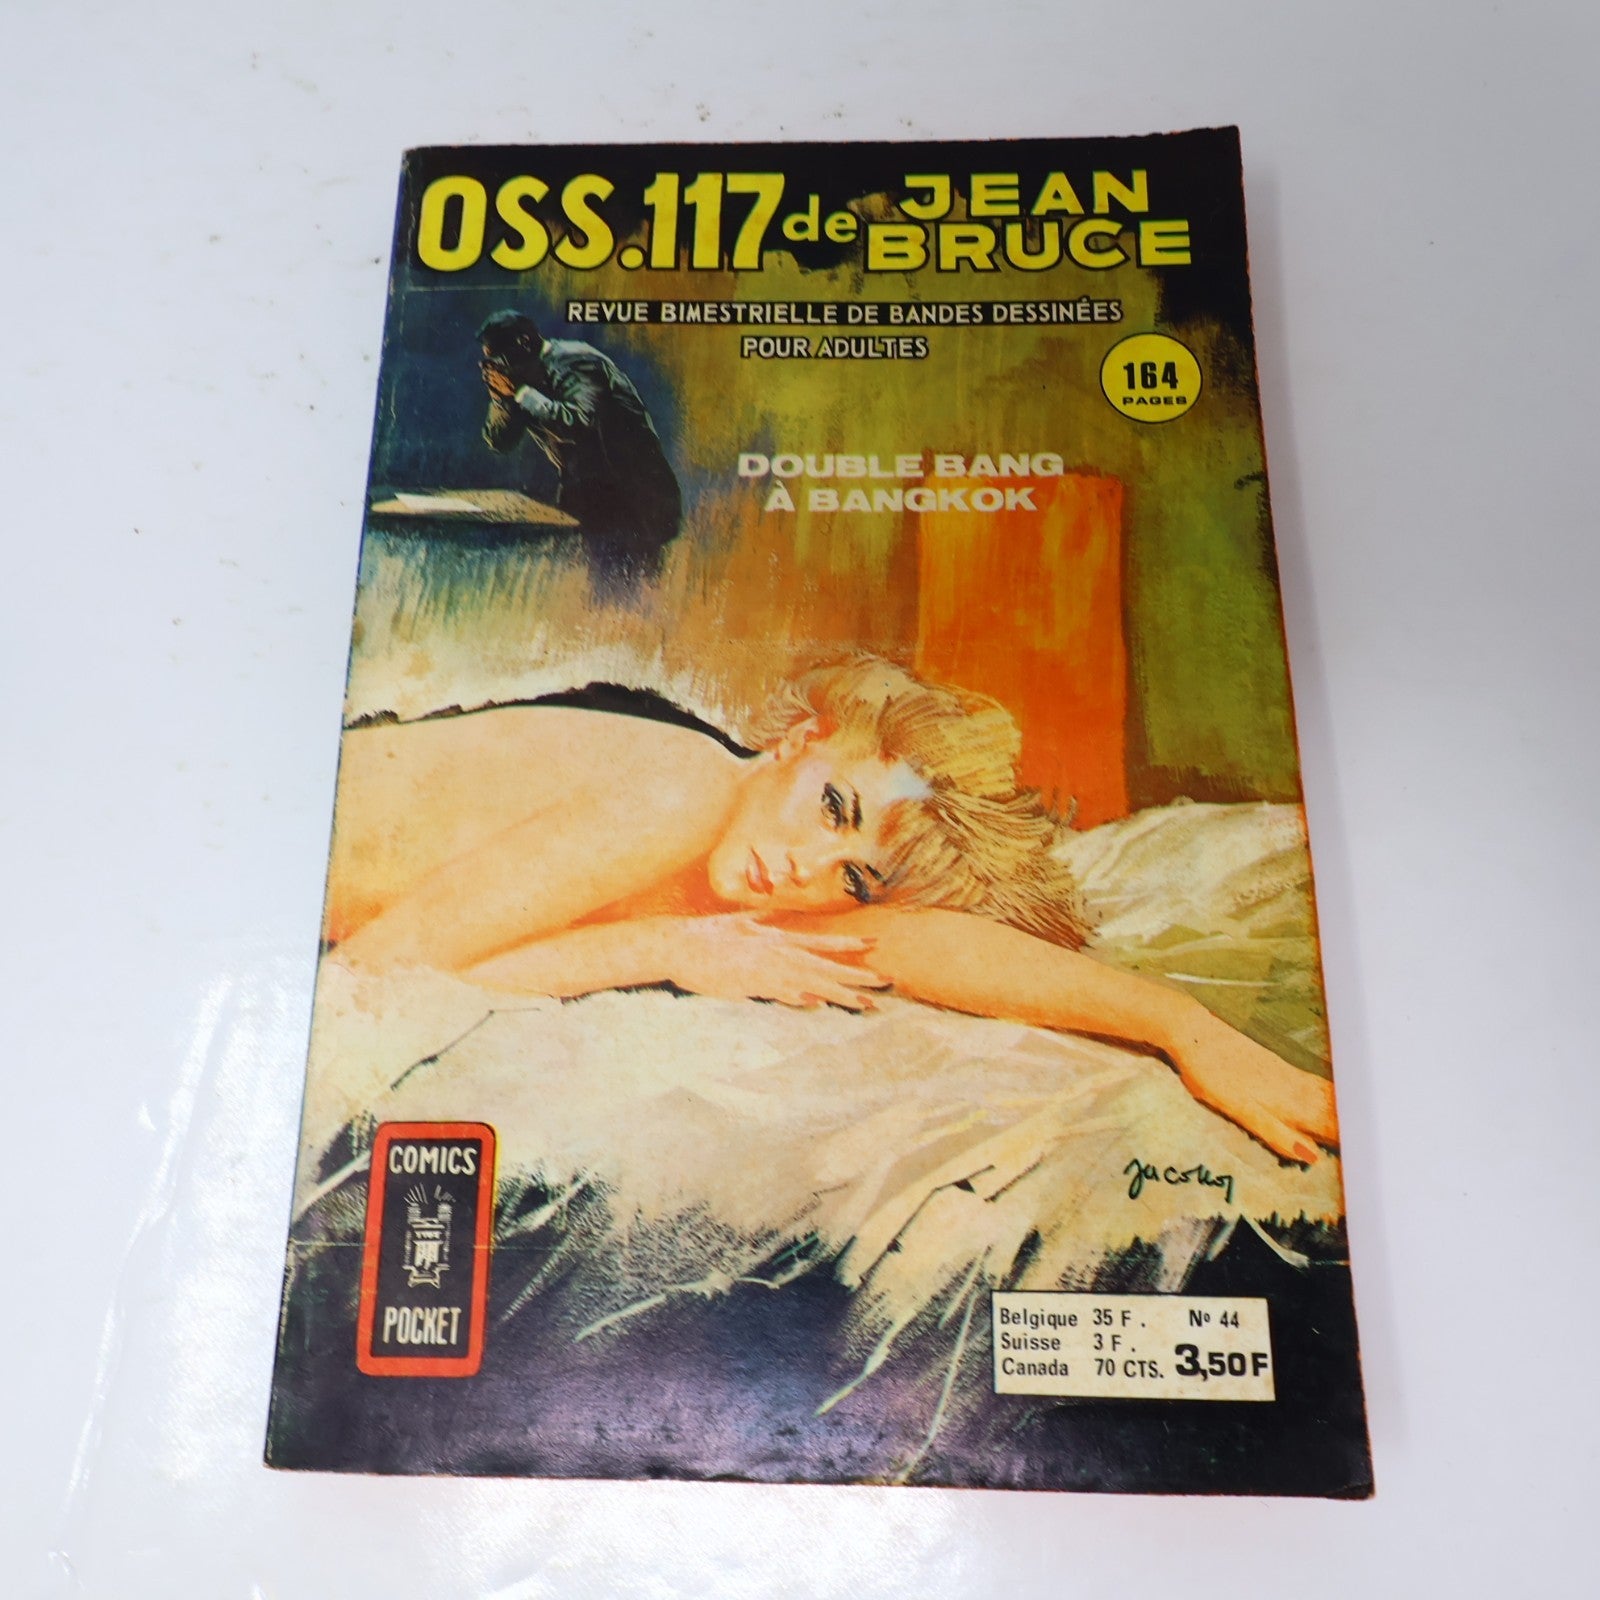 OSS.117 de JEAN BRUCE
REVUE BIMESTRIELLE DE BANDES DESSINÉES
POUR ADULTES
164
PAGES
DOUBLE BANG
À BANGKOK
COMICS
POCKET
Belgique 35 F. Nº 44
Suisse 3 F.
Canada 70 CTS. 3,50F